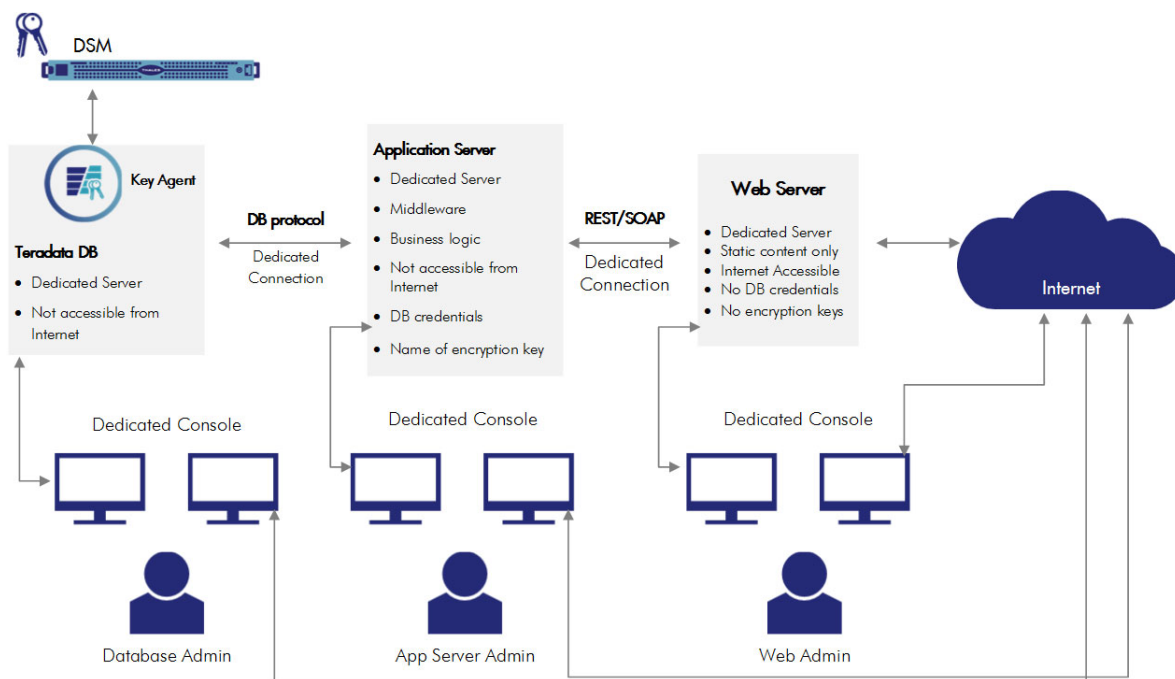 DSM
THALES
Key Agent
Teradata DB
• Dedicated Server
• Not accessible from
Internet
DB protocol
Dedicated
Connection
Application Server
• Dedicated Server
• Middleware
• Business logic
• Not accessible from
Internet
• DB credentials
• Name of encryption key
REST/SOAP
Dedicated
Connection
Web Server
• Dedicated Server
• Static content only
• Internet Accessible
• No DB credentials
• No encryption keys
Internet
Dedicated Console
Dedicated Console
Dedicated Console
Database Admin
App Server Admin
Web Admin